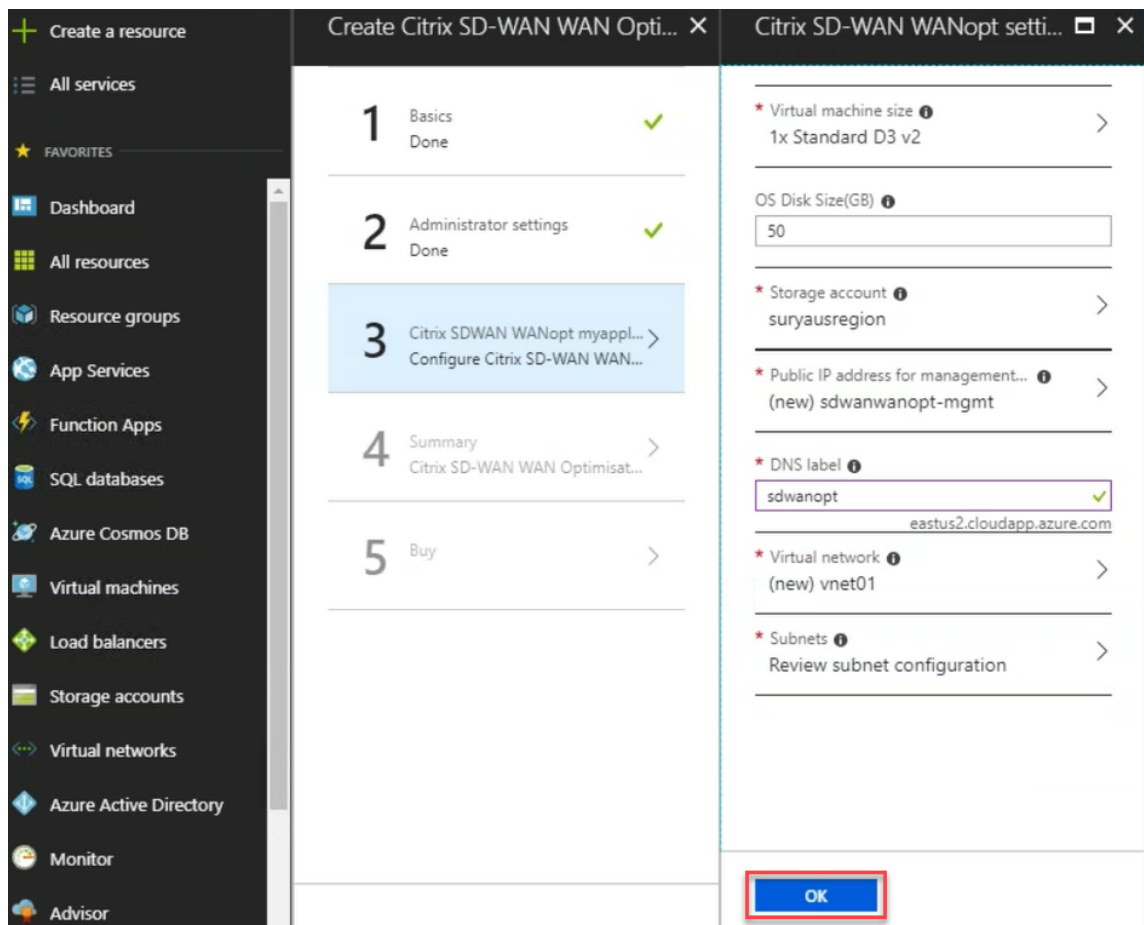 Create a resource
All services
FAVORITES
Dashboard
All resources
Resource groups
App Services
Function Apps
SQL databases
Azure Cosmos DB
Virtual machines
Load balancers
Storage accounts
Virtual networks
Azure Active Directory
Monitor
Advisor
Create Citrix SD-WAN WAN Opti...
1
Basics
Done
2
Administrator settings
Done
3
Citrix SDWAN WANopt myappl...
Configure Citrix SD-WAN WAN...
4
Summary
Citrix SD-WAN WAN Optimisat...
5
Buy
Citrix SD-WAN WANopt setti...
* Virtual machine size
1x Standard D3 v2
OS Disk Size(GB)
50
* Storage account
suryausregion
* Public IP address for management...
(new) sdwanwanopt-mgmt
* DNS label
sdwanopt
eastus2.cloudapp.azure.com
* Virtual network
(new) vnet01
* Subnets
Review subnet configuration
OK